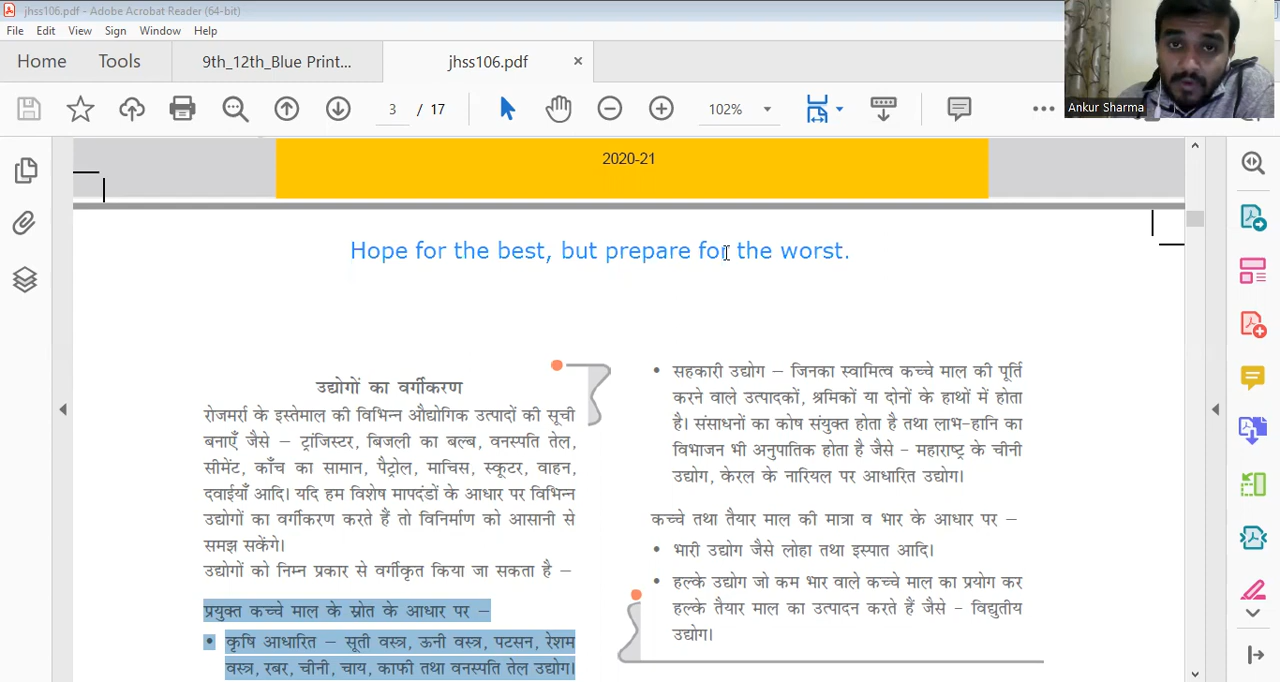 jhss106.pdf - Adobe Acrobat Reader (64-bit)
File Edit View Sign Window Help
Home Tools 9th_12th_Blue Print... jhss106.pdf ×
3 / 17 102%
Ankur Sharma
2020-21
Hope for the best, but prepare for the worst.
उद्योगों का वर्गीकरण
रोजमर्रा के इस्तेमाल की विभिन्न औद्योगिक उत्पादों की सूची
बनाएँ जैसे – ट्रांजिस्टर, बिजली का बल्ब, वनस्पति तेल,
सीमेंट, काँच का सामान, पैट्रोल, माचिस, स्कूटर, वाहन,
दवाईयाँ आदि। यदि हम विशेष मापदंडों के आधार पर विभिन्न
उद्योगों का वर्गीकरण करते हैं तो विनिर्माण को आसानी से
समझ सकेंगे।
उद्योगों को निम्न प्रकार से वर्गीकृत किया जा सकता है –
प्रयुक्त कच्चे माल के स्रोत के आधार पर –
• कृषि आधारित – सूती वस्त्र, ऊनी वस्त्र, पटसन, रेशम
वस्त्र, रबर, चीनी, चाय, काफी तथा वनस्पति तेल उद्योग।
• सहकारी उद्योग – जिनका स्वामित्व कच्चे माल की पूर्ति
करने वाले उत्पादकों, श्रमिकों या दोनों के हाथों में होता
है। संसाधनों का कोष संयुक्त होता है तथा लाभ-हानि का
विभाजन भी अनुपातिक होता है जैसे – महाराष्ट्र के चीनी
उद्योग, केरल के नारियल पर आधारित उद्योग।
कच्चे तथा तैयार माल की मात्रा व भार के आधार पर –
• भारी उद्योग जैसे लोहा तथा इस्पात आदि।
• हल्के उद्योग जो कम भार वाले कच्चे माल का प्रयोग कर
हल्के तैयार माल का उत्पादन करते हैं जैसे – विद्युतीय
उद्योग।